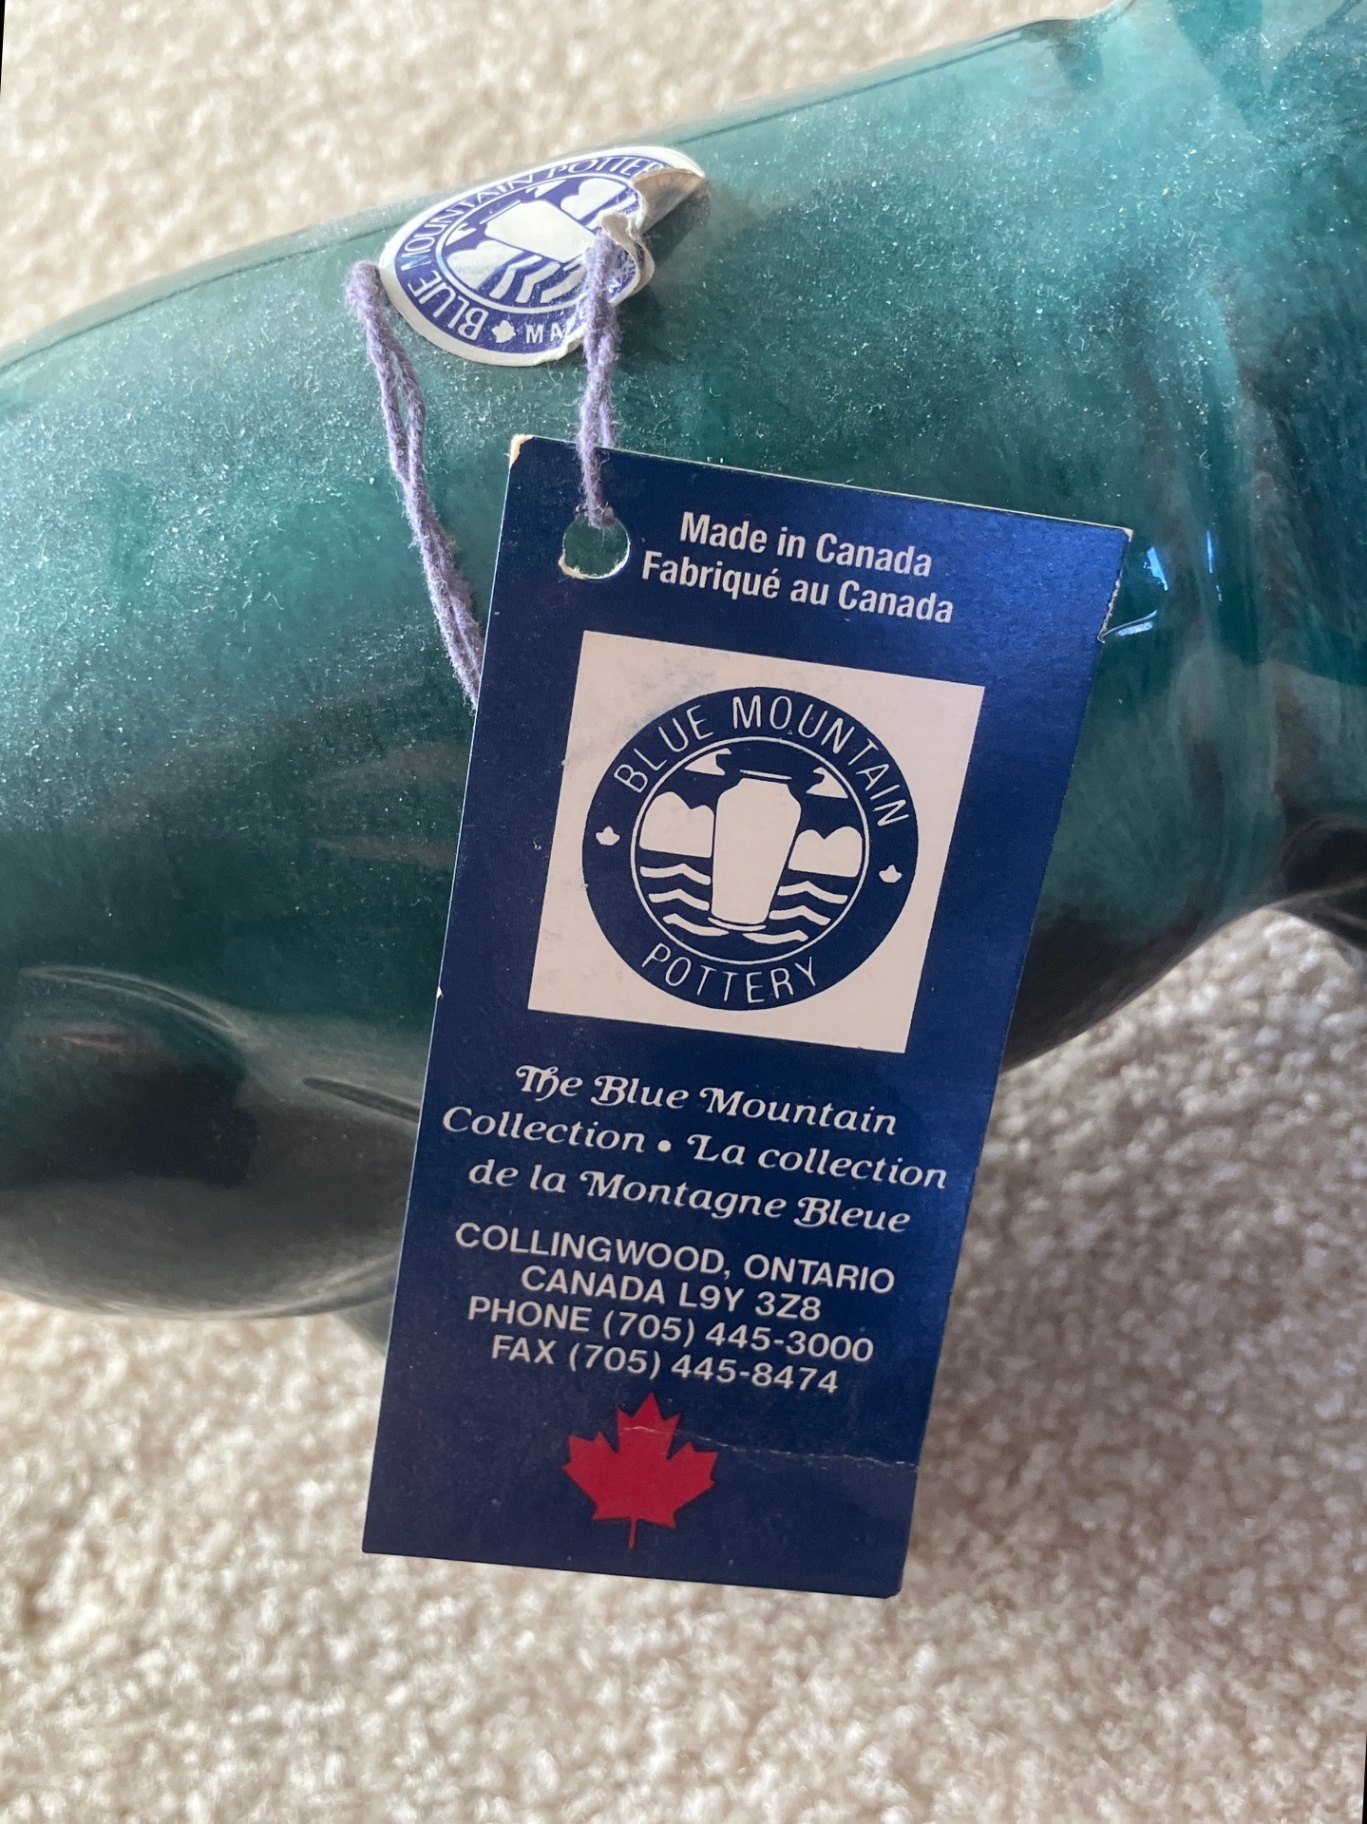 BLUE MOUNTAIN POTTERY
MA
Made in Canada
Fabriqué au Canada
BLUE MOUNTAIN
POTTERY
The Blue Mountain
Collection • La collection
de la Montagne Bleue
COLLINGWOOD, ONTARIO
CANADA L9Y 3Z8
PHONE (705) 445-3000
FAX (705) 445-8474